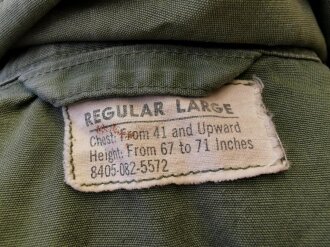 REGULAR LARGE
Chest: From 41 and Upward
Height: From 67 to 71 Inches
8405-082-5572